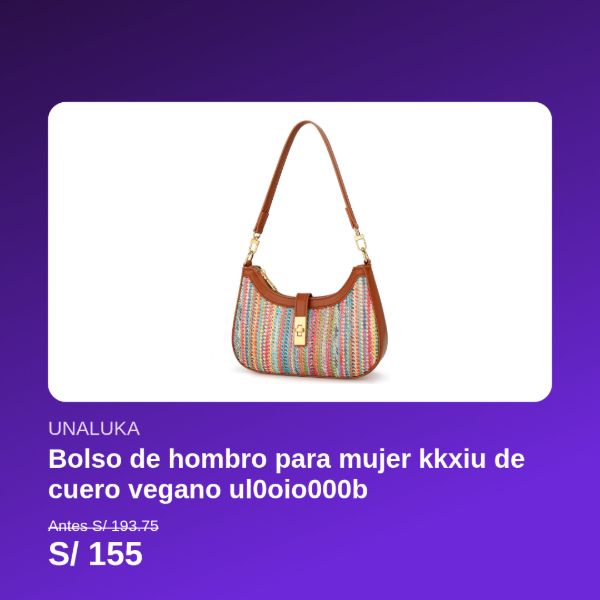 UNALUKA
Bolso de hombro para mujer kkxiu de
cuero vegano ul0oio000b
Antes S/ 193.75
S/ 155